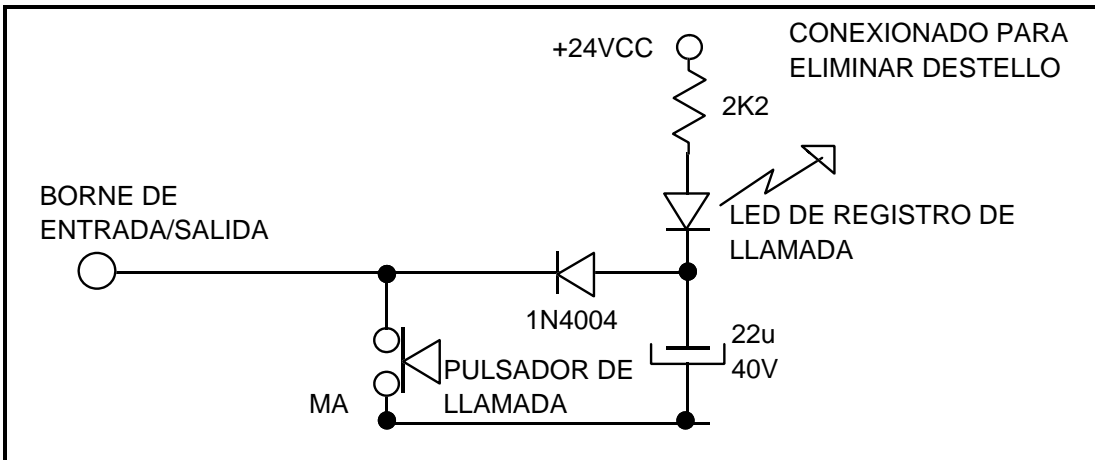 CONEXIONADO PARA
ELIMINAR DESTELLO
+24VCC
2K2
BORNE DE
ENTRADA/SALIDA
LED DE REGISTRO DE
LLAMADA
1N4004
22u
40V
PULSADOR DE
LLAMADA
MA